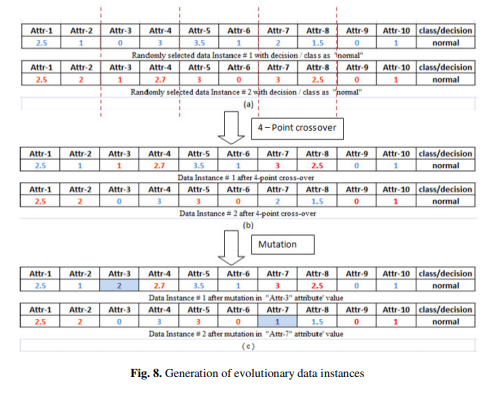 Attr-1 Attr-2 Attr-3 Attr-4 Attr-5 Attr-6 Attr-7 Attr-8 Attr-9 Attr-10 class/decision
2.5 1 0 3 3.5 1 2 1.5 0 1 normal
Randomly selected data Instance # 1 with decision / class as "normal"
Attr-1 Attr-2 Attr-3 Attr-4 Attr-5 Attr-6 Attr-7 Attr-8 Attr-9 Attr-10 class/decision
2.5 2 1 2.7 3 0 3 2.5 0 1 normal
Randomly selected data Instance # 2 with decision / class as "normal"
(a)
4 – Point crossover
Attr-1 Attr-2 Attr-3 Attr-4 Attr-5 Attr-6 Attr-7 Attr-8 Attr-9 Attr-10 class/decision
2.5 1 1 2.7 3.5 1 3 2.5 0 1 normal
Data Instance # 1 after 4-point cross-over
Attr-1 Attr-2 Attr-3 Attr-4 Attr-5 Attr-6 Attr-7 Attr-8 Attr-9 Attr-10 class/decision
2.5 2 0 3 3 0 2 1.5 0 1 normal
Data Instance # 2 after 4-point cross-over
(b)
Mutation
Attr-1 Attr-2 Attr-3 Attr-4 Attr-5 Attr-6 Attr-7 Attr-8 Attr-9 Attr-10 class/decision
2.5 1 2 2.7 3.5 1 3 2.5 0 1 normal
Data Instance # 1 after mutation in "Attr-3" attribute' value
Attr-1 Attr-2 Attr-3 Attr-4 Attr-5 Attr-6 Attr-7 Attr-8 Attr-9 Attr-10 class/decision
2.5 2 0 3 3 0 1 1.5 0 1 normal
Data Instance # 2 after mutation in "Attr-7" attribute' value
(c)
Fig. 8. Generation of evolutionary data instances